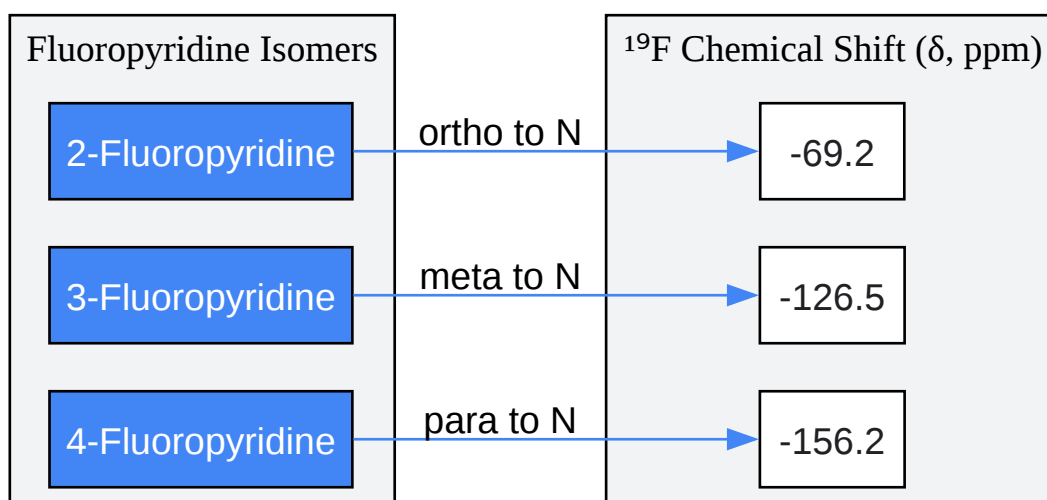 Fluoropyridine Isomers
¹⁹F Chemical Shift (δ, ppm)
2-Fluoropyridine
ortho to N
-69.2
3-Fluoropyridine
meta to N
-126.5
4-Fluoropyridine
para to N
-156.2